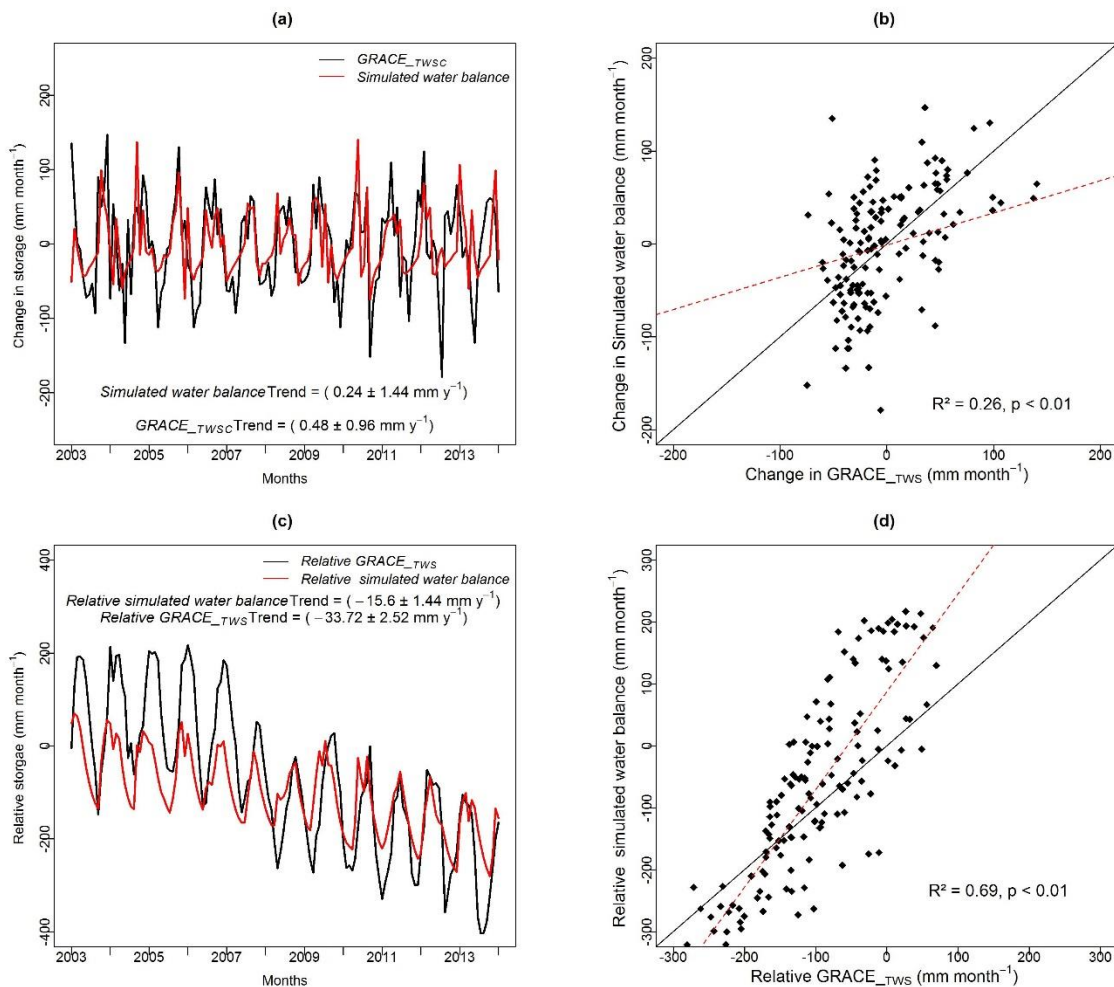 (a)
GRACE_TWSC
Simulated water balance
Change in storage (mm month⁻¹)
200
100
0
-100
-200
Simulated water balance Trend = ( 0.24 ± 1.44 mm y⁻¹)
GRACE_TWSC Trend = ( 0.48 ± 0.96 mm y⁻¹)
2003 2005 2007 2009 2011 2013
Months
(b)
Change in Simulated water balance (mm month⁻¹)
200
100
0
-100
-200
R² = 0.26, p < 0.01
-200 -100 0 100 200
Change in GRACE_TWS (mm month⁻¹)
(c)
Relative GRACE_TWS
Relative simulated water balance
Relative simulated water balance Trend = ( −15.6 ± 1.44 mm y⁻¹)
Relative GRACE_TWS Trend = ( −33.72 ± 2.52 mm y⁻¹)
Relative storgae (mm month⁻¹)
400
200
0
-200
-400
2003 2005 2007 2009 2011 2013
Months
(d)
Relative simulated water balance (mm month⁻¹)
300
200
100
0
-100
-200
-300
R² = 0.69, p < 0.01
-300 -200 -100 0 100 200 300
Relative GRACE_TWS (mm month⁻¹)